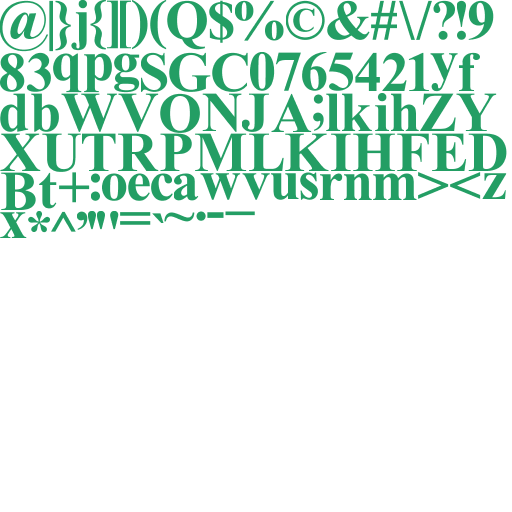 @|}j{][)(Q$%©&#\/?!9
83qpgSGC0765421yf
dbWVONJA;lkihZY
XUTRPMLKIHFED
Bt+:oecawvusrnm><z
x*^,"'=`~·-–